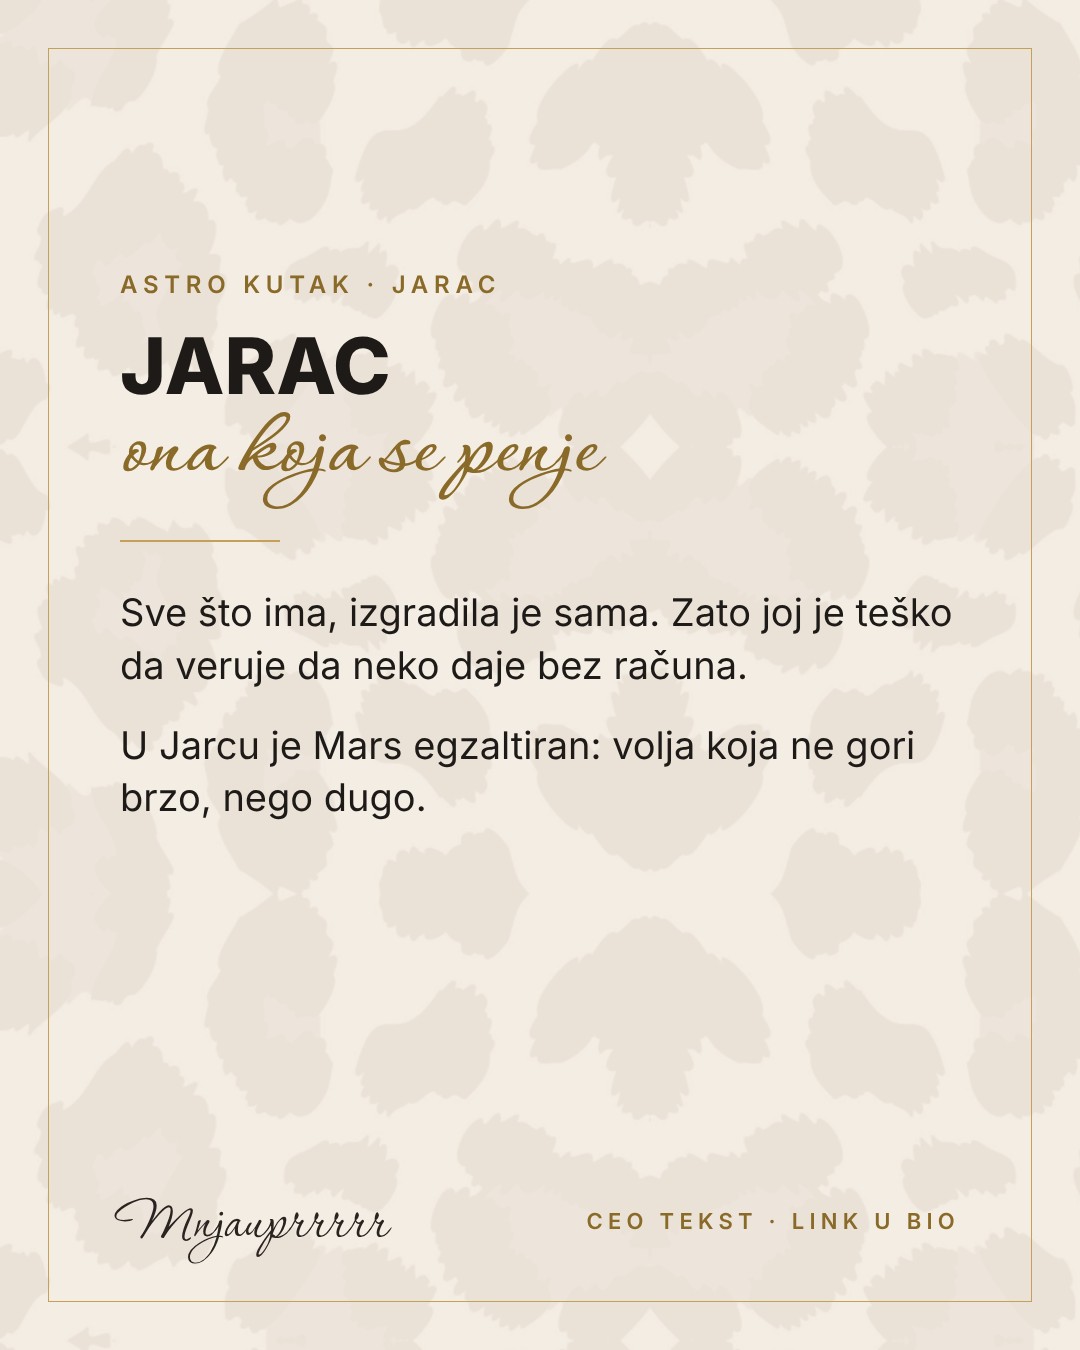 ASTRO KUTAK · JARAC
JARAC
ona koja se penje
Sve što ima, izgradila je sama. Zato joj je teško
da veruje da neko daje bez računa.
U Jarcu je Mars egzaltiran: volja koja ne gori
brzo, nego dugo.
Mnjauprrrrr
CEO TEKST · LINK U BIO